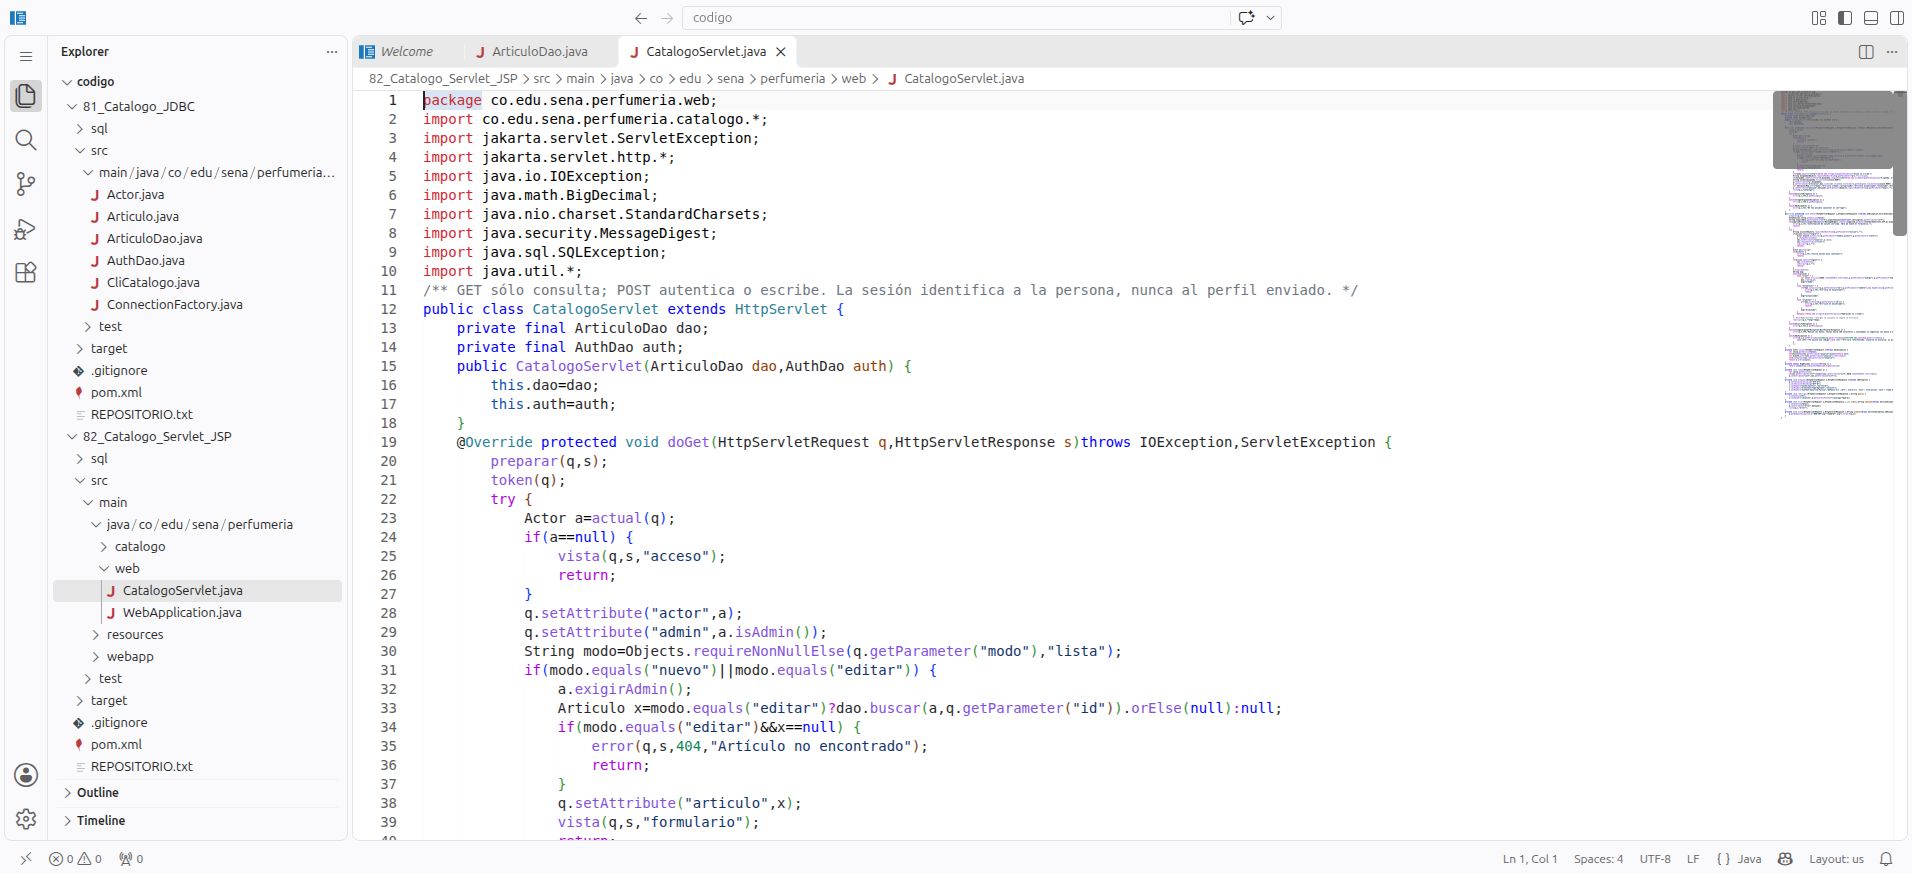 codigo
Explorer
codigo
81_Catalogo_JDBC
sql
src
main/java/co/edu/sena/perfumeria...
Actor.java
Articulo.java
ArticuloDao.java
AuthDao.java
CliCatalogo.java
ConnectionFactory.java
test
target
.gitignore
pom.xml
REPOSITORIO.txt
82_Catalogo_Servlet_JSP
sql
src
main
java/co/edu/sena/perfumeria
catalogo
web
CatalogoServlet.java
WebApplication.java
resources
webapp
test
target
.gitignore
pom.xml
REPOSITORIO.txt
Outline
Timeline
Welcome ArticuloDao.java CatalogoServlet.java
82_Catalogo_Servlet_JSP > src > main > java > co > edu > sena > perfumeria > web > CatalogoServlet.java
1 package co.edu.sena.perfumeria.web;
2 import co.edu.sena.perfumeria.catalogo.*;
3 import jakarta.servlet.ServletException;
4 import jakarta.servlet.http.*;
5 import java.io.IOException;
6 import java.math.BigDecimal;
7 import java.nio.charset.StandardCharsets;
8 import java.security.MessageDigest;
9 import java.sql.SQLException;
10 import java.util.*;
11 /** GET sólo consulta; POST autentica o escribe. La sesión identifica a la persona, nunca al perfil enviado. */
12 public class CatalogoServlet extends HttpServlet {
13 private final ArticuloDao dao;
14 private final AuthDao auth;
15 public CatalogoServlet(ArticuloDao dao,AuthDao auth) {
16 this.dao=dao;
17 this.auth=auth;
18 }
19 @Override protected void doGet(HttpServletRequest q,HttpServletResponse s)throws IOException,ServletException {
20 preparar(q,s);
21 token(q);
22 try {
23 Actor a=actual(q);
24 if(a==null) {
25 vista(q,s,"acceso");
26 return;
27 }
28 q.setAttribute("actor",a);
29 q.setAttribute("admin",a.isAdmin());
30 String modo=Objects.requireNonNullElse(q.getParameter("modo"),"lista");
31 if(modo.equals("nuevo")||modo.equals("editar")) {
32 a.exigirAdmin();
33 Articulo x=modo.equals("editar")?dao.buscar(a,q.getParameter("id")).orElse(null):null;
34 if(modo.equals("editar")&&x==null) {
35 error(q,s,404,"Artículo no encontrado");
36 return;
37 }
38 q.setAttribute("articulo",x);
39 vista(q,s,"formulario");
40 return;
0 0 0
Ln 1, Col 1 Spaces: 4 UTF-8 LF {} Java Layout: us